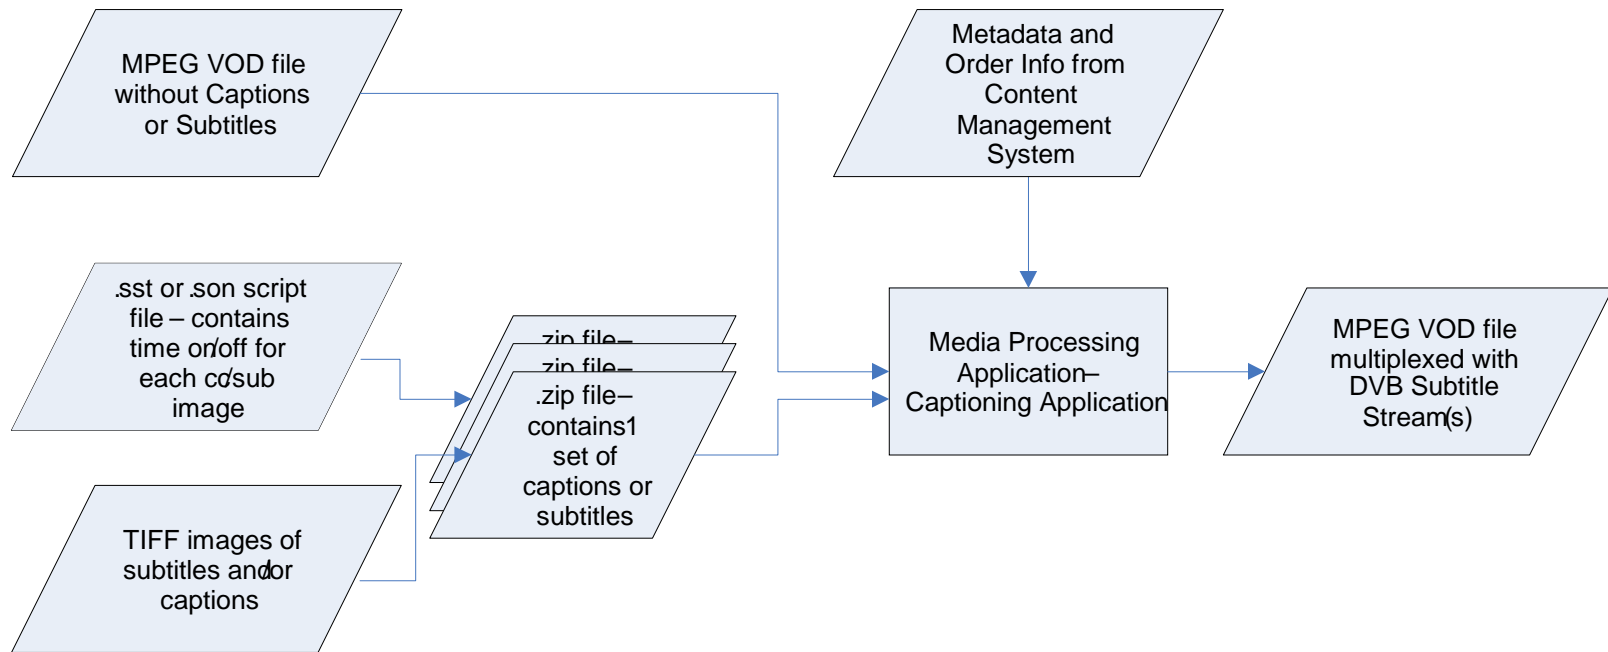 MPEG VOD file
without Captions
or Subtitles
Metadata and
Order Info from
Content
Management
System
.sst or .son script
file – contains
time on/off for
each cc/sub
image
.zip file–
.zip file–
.zip file–
contains 1
set of
captions or
subtitles
TIFF images of
subtitles and/or
captions
Media Processing
Application–
Captioning Application
MPEG VOD file
multiplexed with
DVB Subtitle
Stream(s)